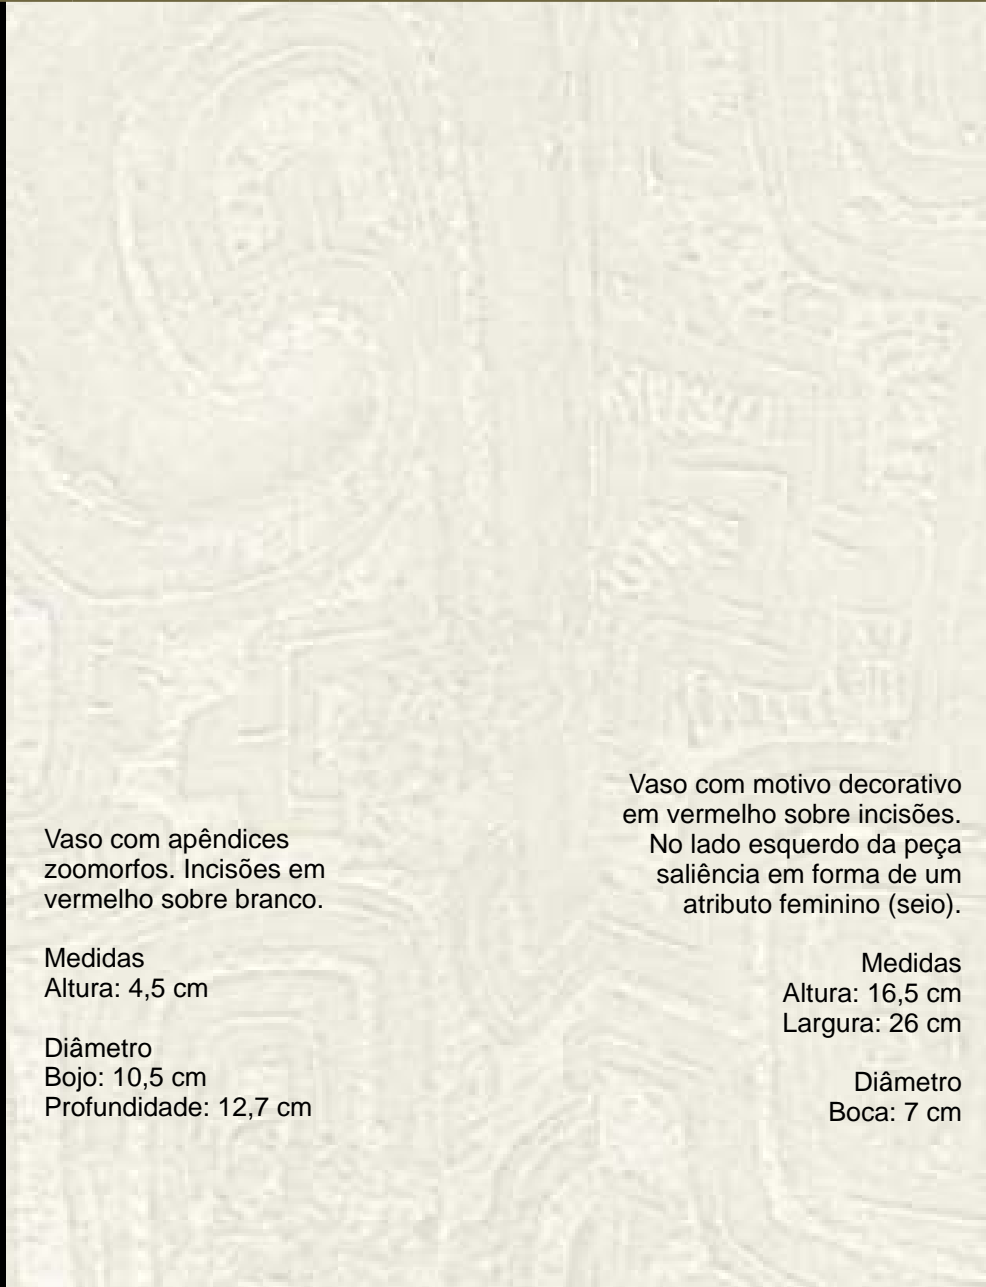 Vaso com apêndices
zoomorfos. Incisões em
vermelho sobre branco.

Medidas
Altura: 4,5 cm

Diâmetro
Bojo: 10,5 cm
Profundidade: 12,7 cm

Vaso com motivo decorativo
em vermelho sobre incisões.
No lado esquerdo da peça
saliência em forma de um
atributo feminino (seio).

Medidas
Altura: 16,5 cm
Largura: 26 cm

Diâmetro
Boca: 7 cm